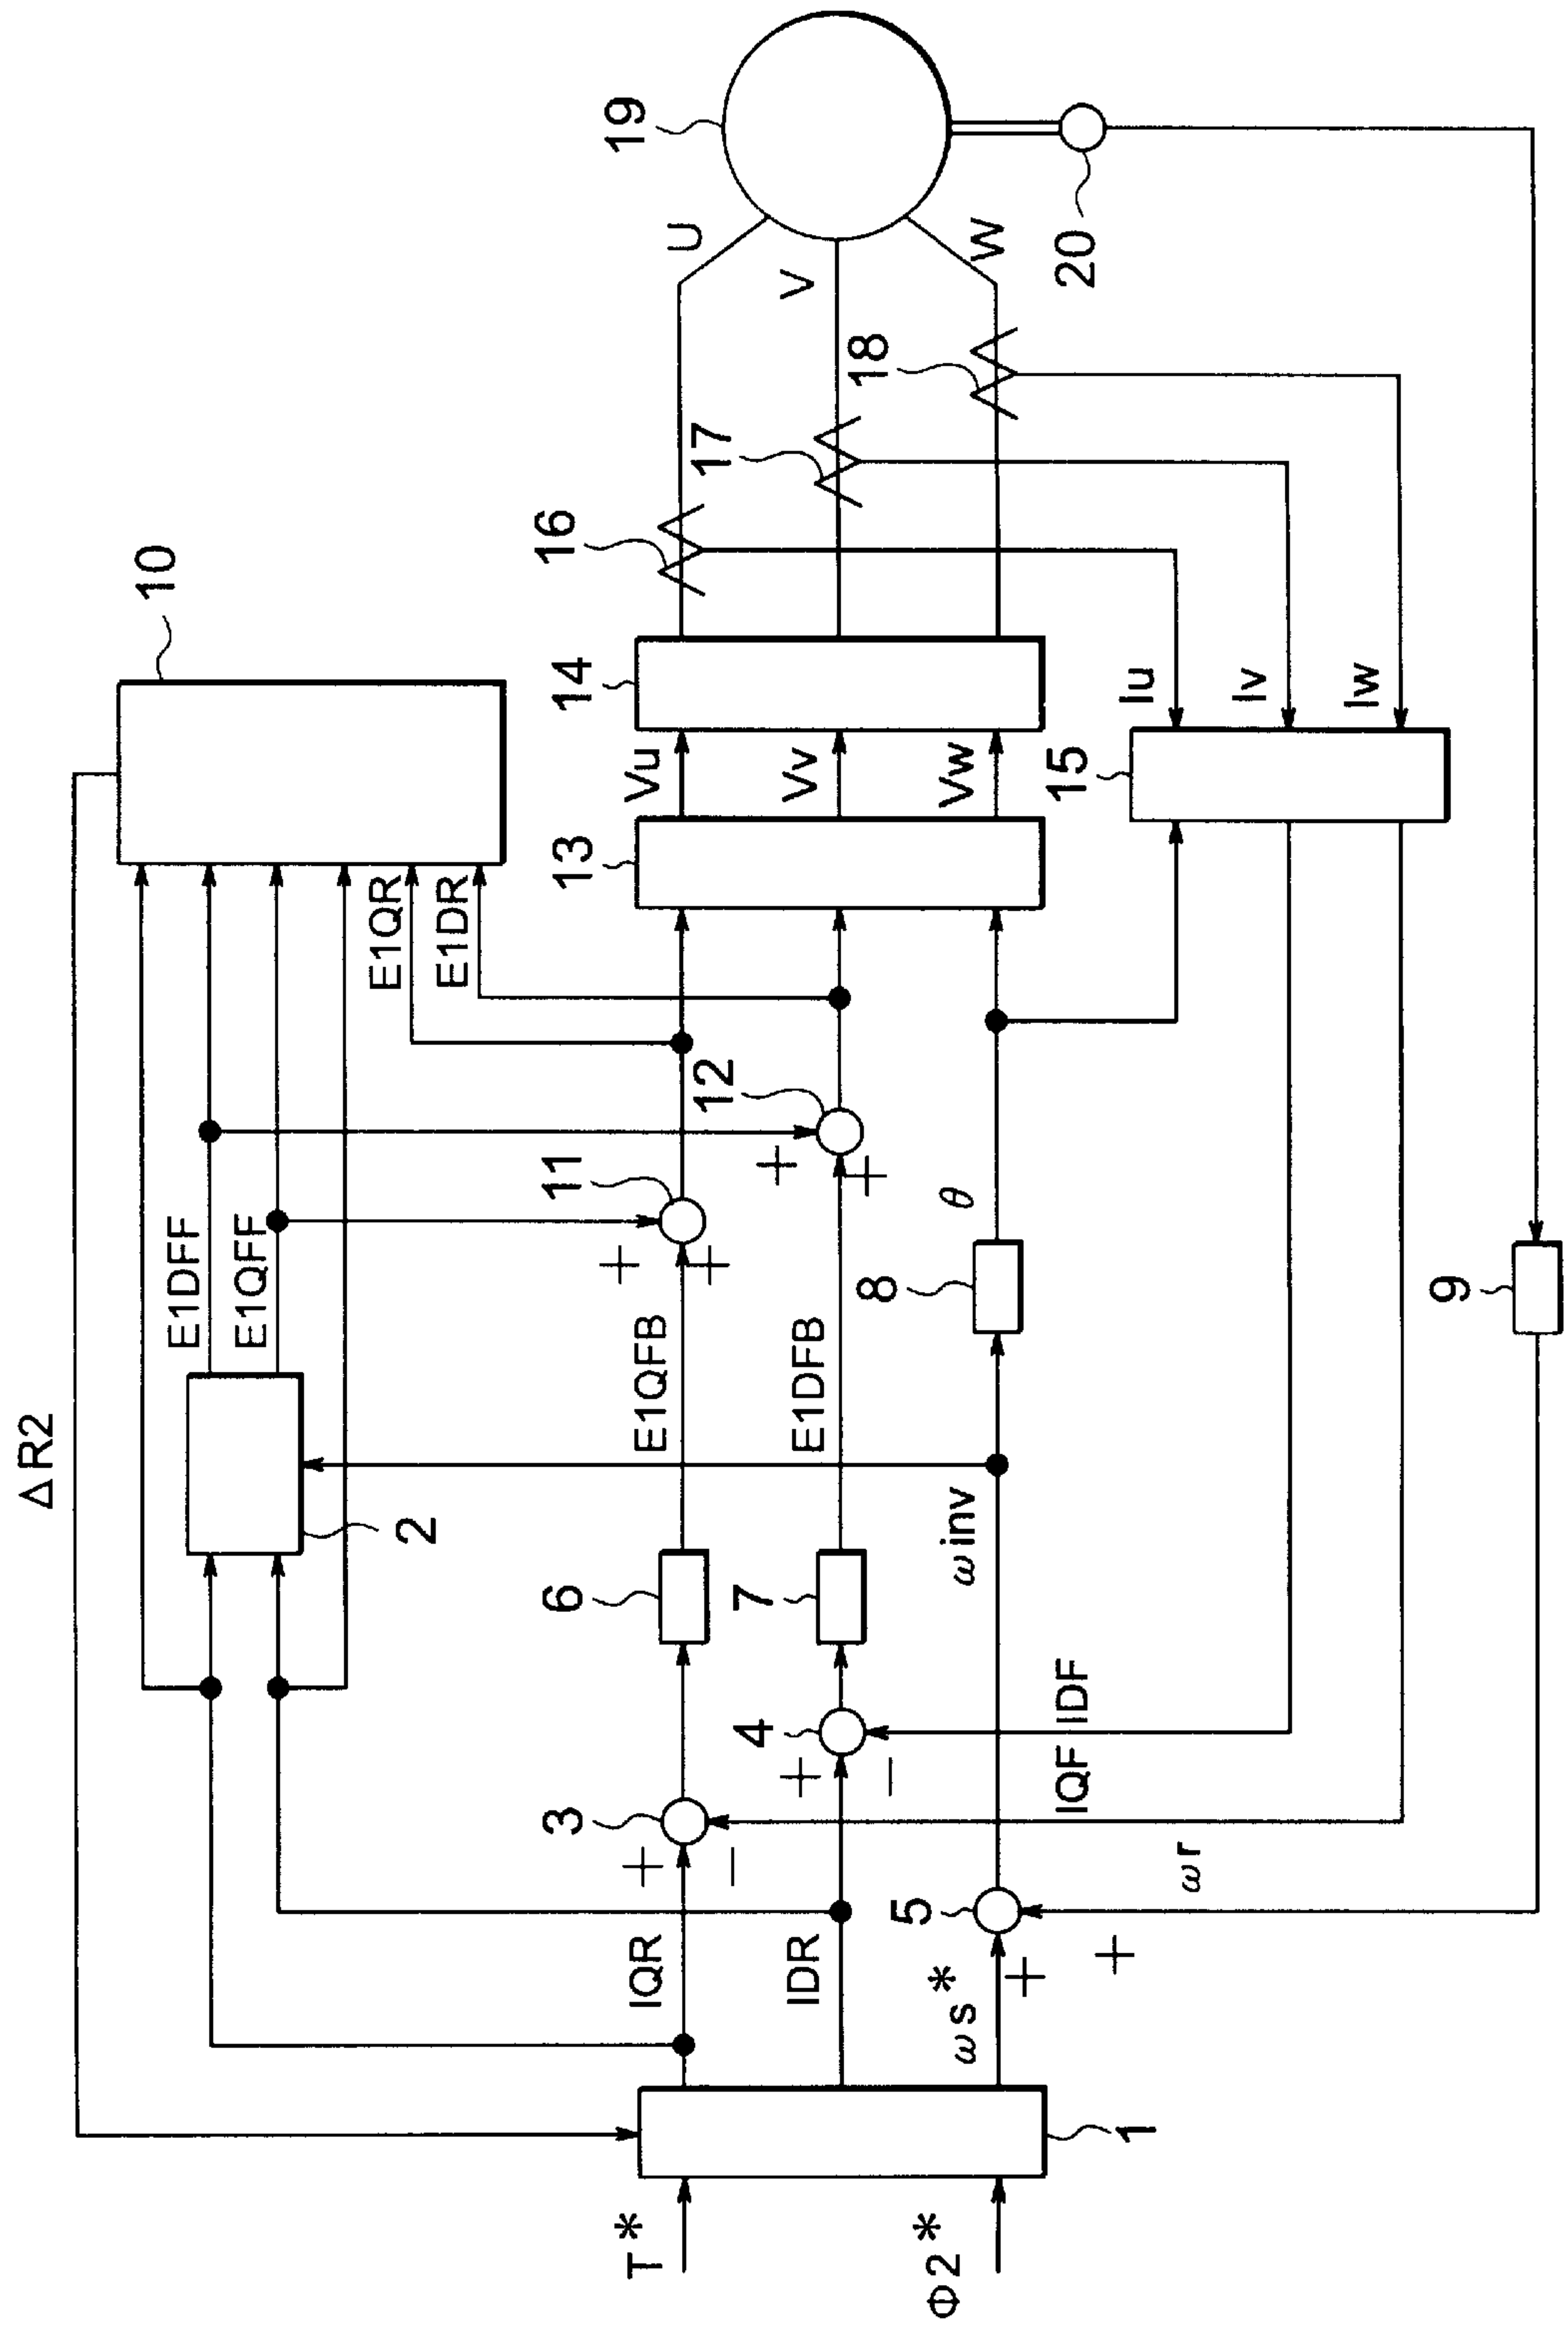 ΔR2
10
E1DFF
E1QFF
E1QR
E1DR
2
16
17
18
19
U
V
W
20
11
12
13
14
Vu
Vv
Vw
15
Iu
Iv
Iw
6
7
E1QFB
E1DFB
8
θ
ωinv
3
4
+
−
+
−
+
+
+
+
IQR
IDR
ωs*
5
+
+
ωr
IQF
IDF
9
T*
Φ2*
1